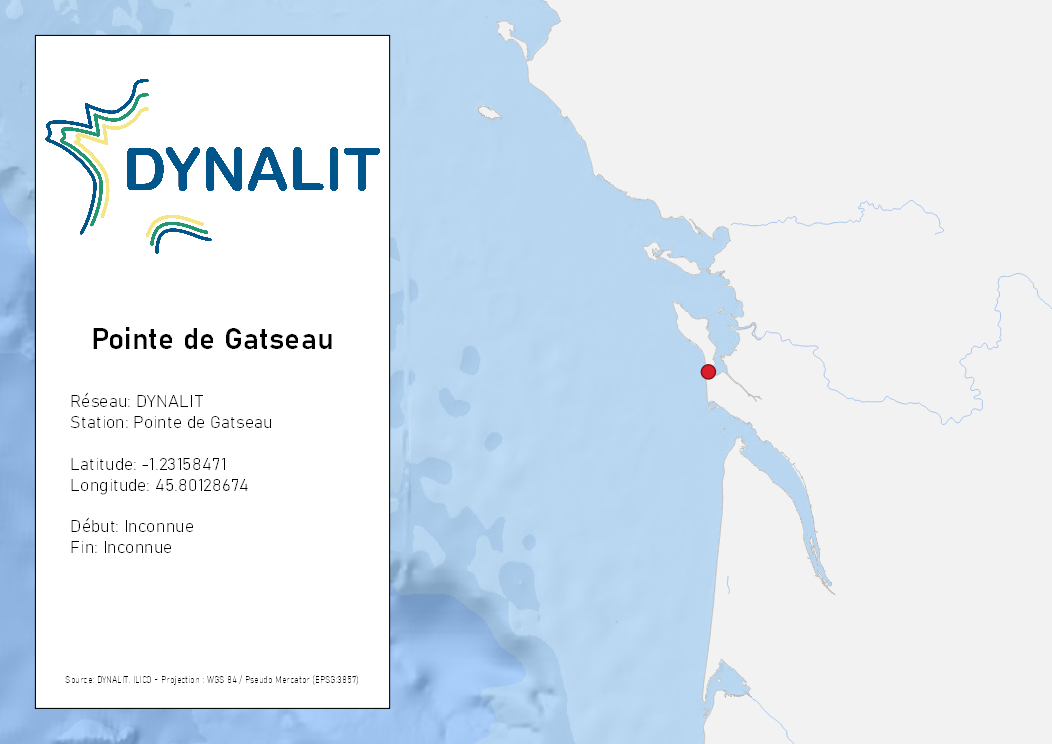 DYNALIT
Pointe de Gatseau
Réseau: DYNALIT
Station: Pointe de Gatseau
Latitude: -1.23158471
Longitude: 45.80128674
Début: Inconnue
Fin: Inconnue
Source: DYNALIT, ILICO - Projection : WGS 84 / Pseudo Mercator (EPSG:3857)